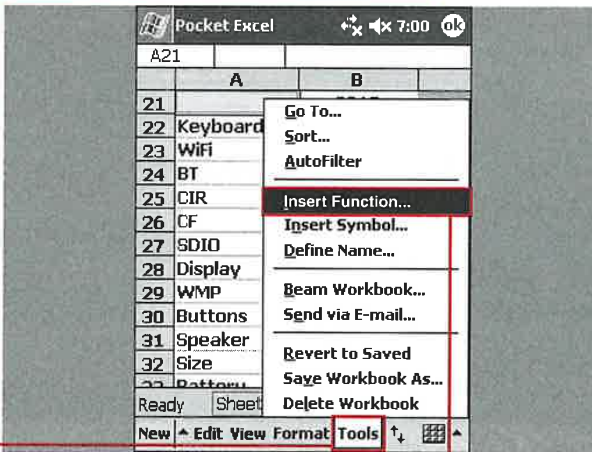 Pocket Excel 7:00 ok
A21
A B
21
22 Keyboard
23 WiFi
24 BT
25 CIR
26 CF
27 SDIO
28 Display
29 WMP
30 Buttons
31 Speaker
32 Size
Battery
Go To...
Sort...
AutoFilter
Insert Function...
Insert Symbol...
Define Name...
Beam Workbook...
Send via E-mail...
Revert to Saved
Save Workbook As...
Delete Workbook
Ready Sheet
New Edit View Format Tools